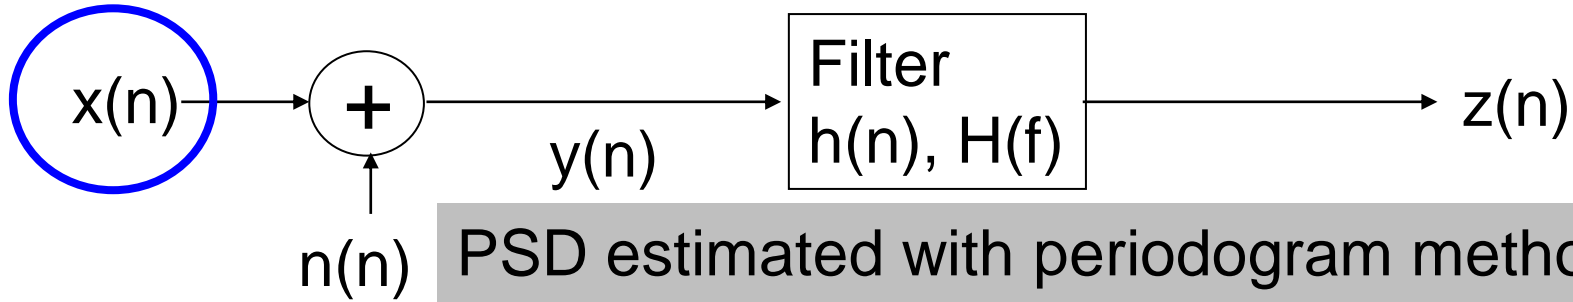 x(n)
+
y(n)
Filter
h(n), H(f)
z(n)
n(n)
PSD estimated with periodogram